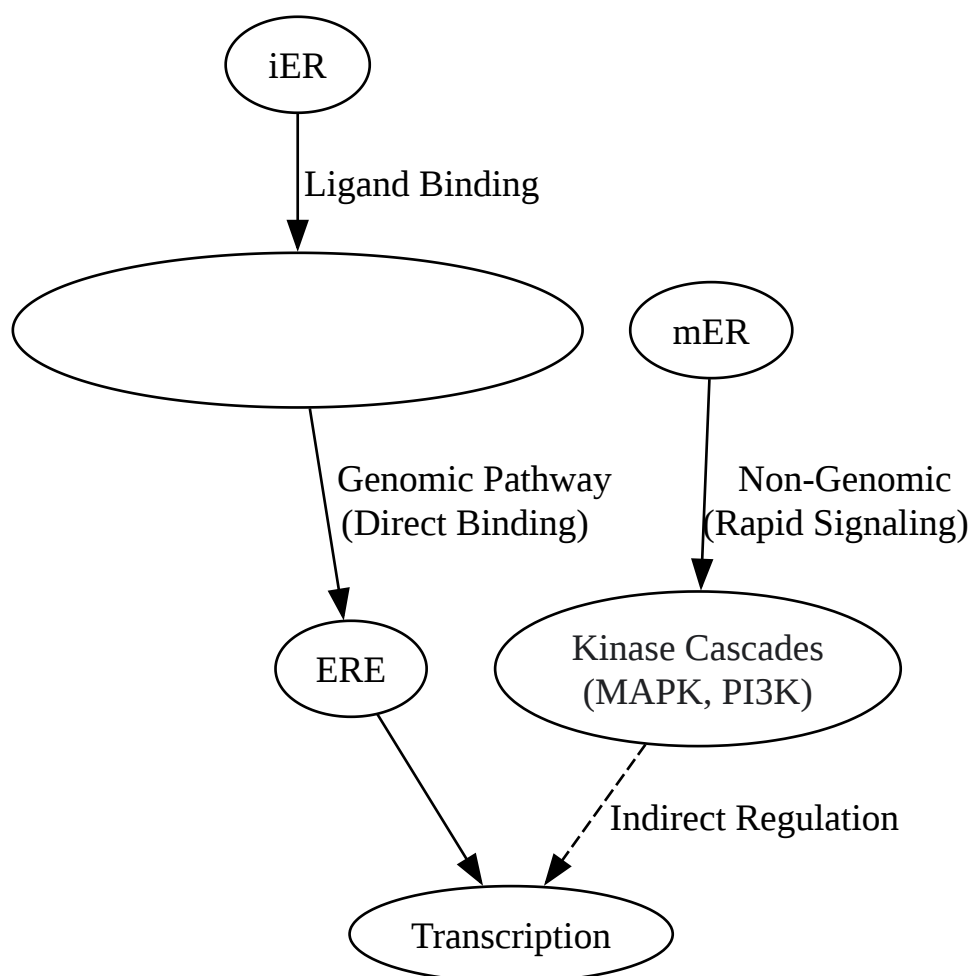 iER
Ligand Binding
mER
Genomic Pathway
(Direct Binding)
Non-Genomic
(Rapid Signaling)
ERE
Kinase Cascades
(MAPK, PI3K)
Indirect Regulation
Transcription